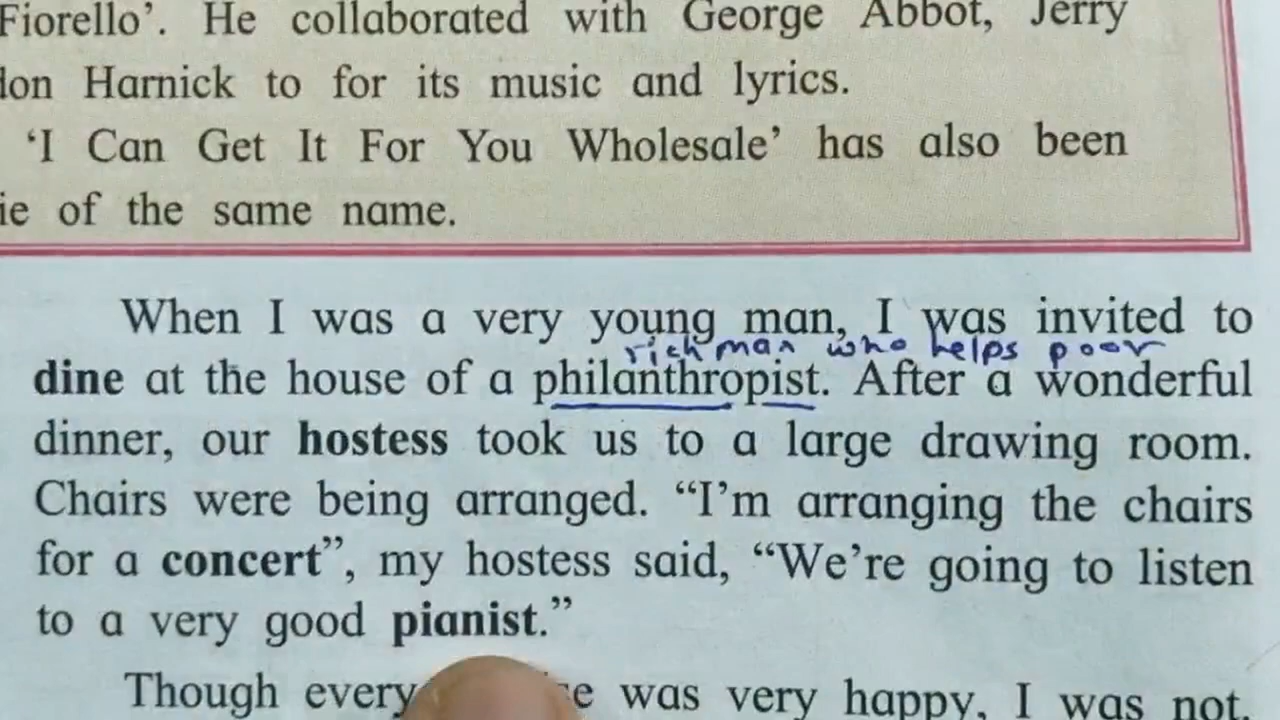 Fiorello’. He collaborated with George Abbot, Jerry
don Harnick to for its music and lyrics.
‘I Can Get It For You Wholesale’ has also been
of the same name.
When I was a very young man, I was invited to
rich man who helps poor
dine at the house of a philanthropist. After a wonderful
dinner, our hostess took us to a large drawing room.
Chairs were being arranged. “I’m arranging the chairs
for a concert”, my hostess said, “We’re going to listen
to a very good pianist.”
Though every was very happy, I was not.